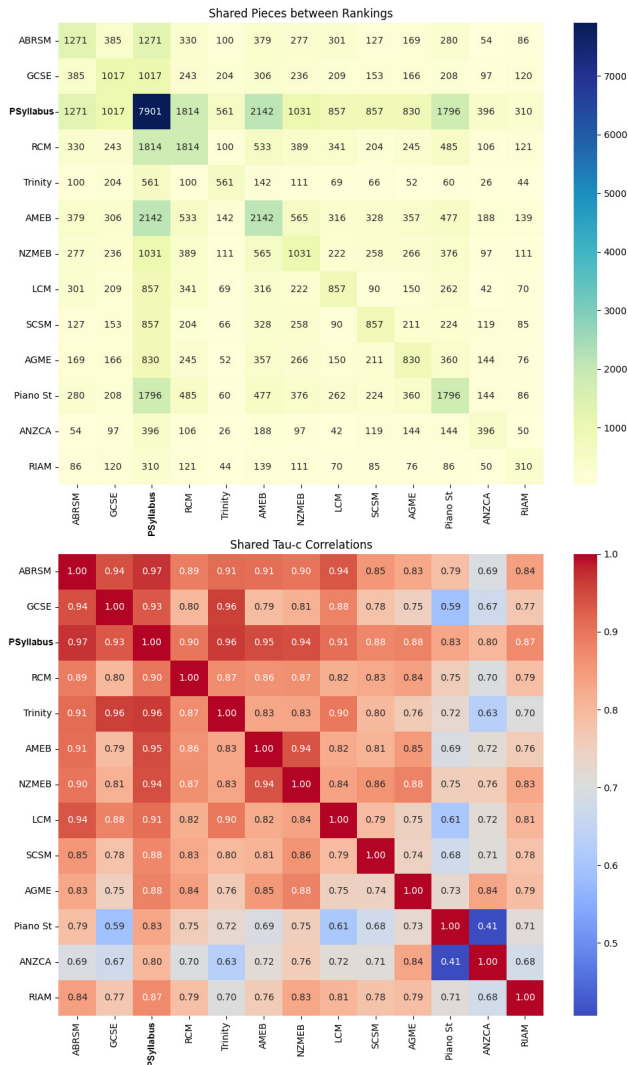 Shared Pieces between Rankings
ABRSM 1271 385 1271 330 100 379 277 301 127 169 280 54 86
GCSE 385 1017 1017 243 204 306 236 209 153 166 208 97 120
PSyllabus 1271 1017 7901 1814 561 2142 1031 857 857 830 1796 396 310
RCM 330 243 1814 1814 100 533 389 341 204 245 485 106 121
Trinity 100 204 561 100 561 142 111 69 66 52 60 26 44
AMEB 379 306 2142 533 142 2142 565 316 328 357 477 188 139
NZMEB 277 236 1031 389 111 565 1031 222 258 266 376 97 111
LCM 301 209 857 341 69 316 222 857 90 150 262 42 70
SCSM 127 153 857 204 66 328 258 90 857 211 224 119 85
AGME 169 166 830 245 52 357 266 150 211 830 360 144 76
Piano St 280 208 1796 485 60 477 376 262 224 360 1796 144 86
ANZCA 54 97 396 106 26 188 97 42 119 144 144 396 50
RIAM 86 120 310 121 44 139 111 70 85 76 86 50 310
ABRSM GCSE PSyllabus RCM Trinity AMEB NZMEB LCM SCSM AGME Piano St ANZCA RIAM
7000
6000
5000
4000
3000
2000
1000
Shared Tau-c Correlations
ABRSM 1.00 0.94 0.97 0.89 0.91 0.91 0.90 0.94 0.85 0.83 0.79 0.69 0.84
GCSE 0.94 1.00 0.93 0.80 0.96 0.79 0.81 0.88 0.78 0.75 0.59 0.67 0.77
PSyllabus 0.97 0.93 1.00 0.90 0.96 0.95 0.94 0.91 0.88 0.88 0.83 0.80 0.87
RCM 0.89 0.80 0.90 1.00 0.87 0.86 0.87 0.82 0.83 0.84 0.75 0.70 0.79
Trinity 0.91 0.96 0.96 0.87 1.00 0.83 0.83 0.90 0.80 0.76 0.72 0.63 0.70
AMEB 0.91 0.79 0.95 0.86 0.83 1.00 0.94 0.82 0.81 0.85 0.69 0.72 0.76
NZMEB 0.90 0.81 0.94 0.87 0.83 0.94 1.00 0.84 0.86 0.88 0.75 0.76 0.83
LCM 0.94 0.88 0.91 0.82 0.90 0.82 0.84 1.00 0.79 0.75 0.61 0.72 0.81
SCSM 0.85 0.78 0.88 0.83 0.80 0.81 0.86 0.79 1.00 0.74 0.68 0.71 0.78
AGME 0.83 0.75 0.88 0.84 0.76 0.85 0.88 0.75 0.74 1.00 0.73 0.84 0.79
Piano St 0.79 0.59 0.83 0.75 0.72 0.69 0.75 0.61 0.68 0.73 1.00 0.41 0.71
ANZCA 0.69 0.67 0.80 0.70 0.63 0.72 0.76 0.72 0.71 0.84 0.41 1.00 0.68
RIAM 0.84 0.77 0.87 0.79 0.70 0.76 0.83 0.81 0.78 0.79 0.71 0.68 1.00
ABRSM GCSE PSyllabus RCM Trinity AMEB NZMEB LCM SCSM AGME Piano St ANZCA RIAM
1.0
0.9
0.8
0.7
0.6
0.5